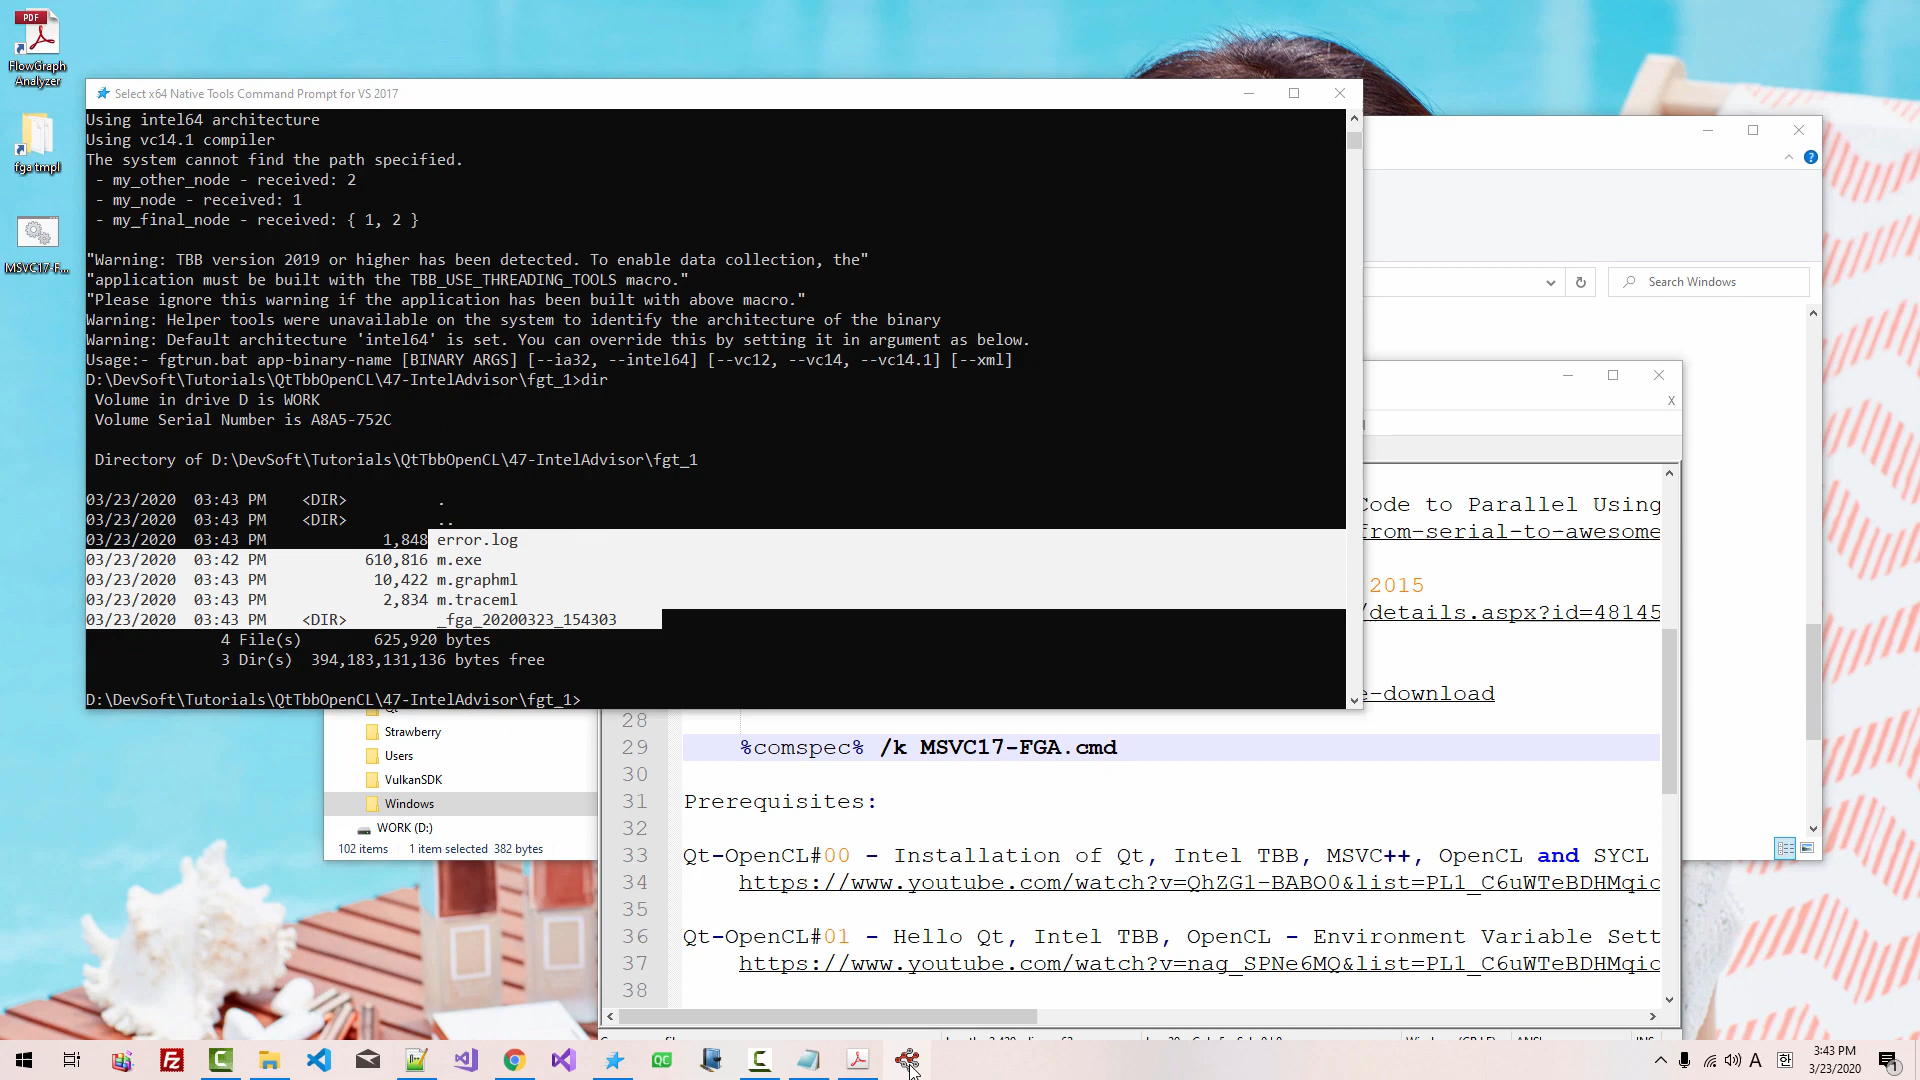 PDF
FlowGraph
Analyzer
fga tmpl
MSVC17-F...
Select x64 Native Tools Command Prompt for VS 2017
Using intel64 architecture
Using vc14.1 compiler
The system cannot find the path specified.
- my_other_node - received: 2
- my_node - received: 1
- my_final_node - received: { 1, 2 }
"Warning: TBB version 2019 or higher has been detected. To enable data collection, the"
"application must be built with the TBB_USE_THREADING_TOOLS macro."
"Please ignore this warning if the application has been built with above macro."
Warning: Helper tools were unavailable on the system to identify the architecture of the binary
Warning: Default architecture 'intel64' is set. You can override this by setting it in argument as below.
Usage:- fgtrun.bat app-binary-name [BINARY ARGS] [--ia32, --intel64] [--vc12, --vc14, --vc14.1] [--xml]
D:\DevSoft\Tutorials\QtTbbOpenCL\47-IntelAdvisor\fgt_1>dir
Volume in drive D is WORK
Volume Serial Number is A8A5-752C
Directory of D:\DevSoft\Tutorials\QtTbbOpenCL\47-IntelAdvisor\fgt_1
03/23/2020 03:43 PM <DIR> .
03/23/2020 03:43 PM <DIR> ..
03/23/2020 03:43 PM 1,848 error.log
03/23/2020 03:42 PM 610,816 m.exe
03/23/2020 03:43 PM 10,422 m.graphml
03/23/2020 03:43 PM 2,834 m.traceml
03/23/2020 03:43 PM <DIR> _fga_20200323_154303
4 File(s) 625,920 bytes
3 Dir(s) 394,183,131,136 bytes free
D:\DevSoft\Tutorials\QtTbbOpenCL\47-IntelAdvisor\fgt_1>
Search Windows
X
Code to Parallel Using
from-serial-to-awesome
2015
/details.aspx?id=48145
e-download
Strawberry
Users
VulkanSDK
Windows
WORK (D:)
102 items 1 item selected 382 bytes
28
29 %comspec% /k MSVC17-FGA.cmd
30
31 Prerequisites:
32
33 Qt-OpenCL#00 - Installation of Qt, Intel TBB, MSVC++, OpenCL and SYCL
34 https://www.youtube.com/watch?v=QhZG1-BABO0&list=PL1_C6uWTeBDHMqic
35
36 Qt-OpenCL#01 - Hello Qt, Intel TBB, OpenCL - Environment Variable Sett
37 https://www.youtube.com/watch?v=nag_SPNe6MQ&list=PL1_C6uWTeBDHMqic
38
QC
A
한
3:43 PM
3/23/2020
1